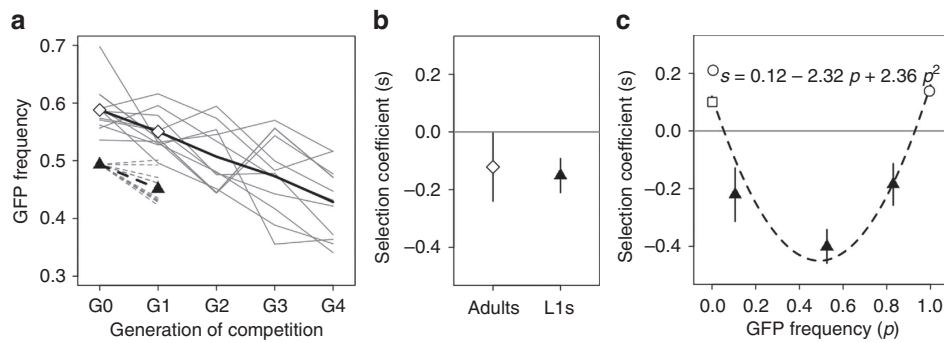 a
GFP frequency
0.7
0.6
0.5
0.4
0.3
G0 G1 G2 G3 G4
Generation of competition
b
Selection coefficient (s)
0.2
0.0
−0.2
−0.4
Adults L1s
c
Selection coefficient (s)
0.2
0.0
−0.2
−0.4
s = 0.12 − 2.32 p + 2.36 p²
0.0 0.2 0.4 0.6 0.8 1.0
GFP frequency (p)